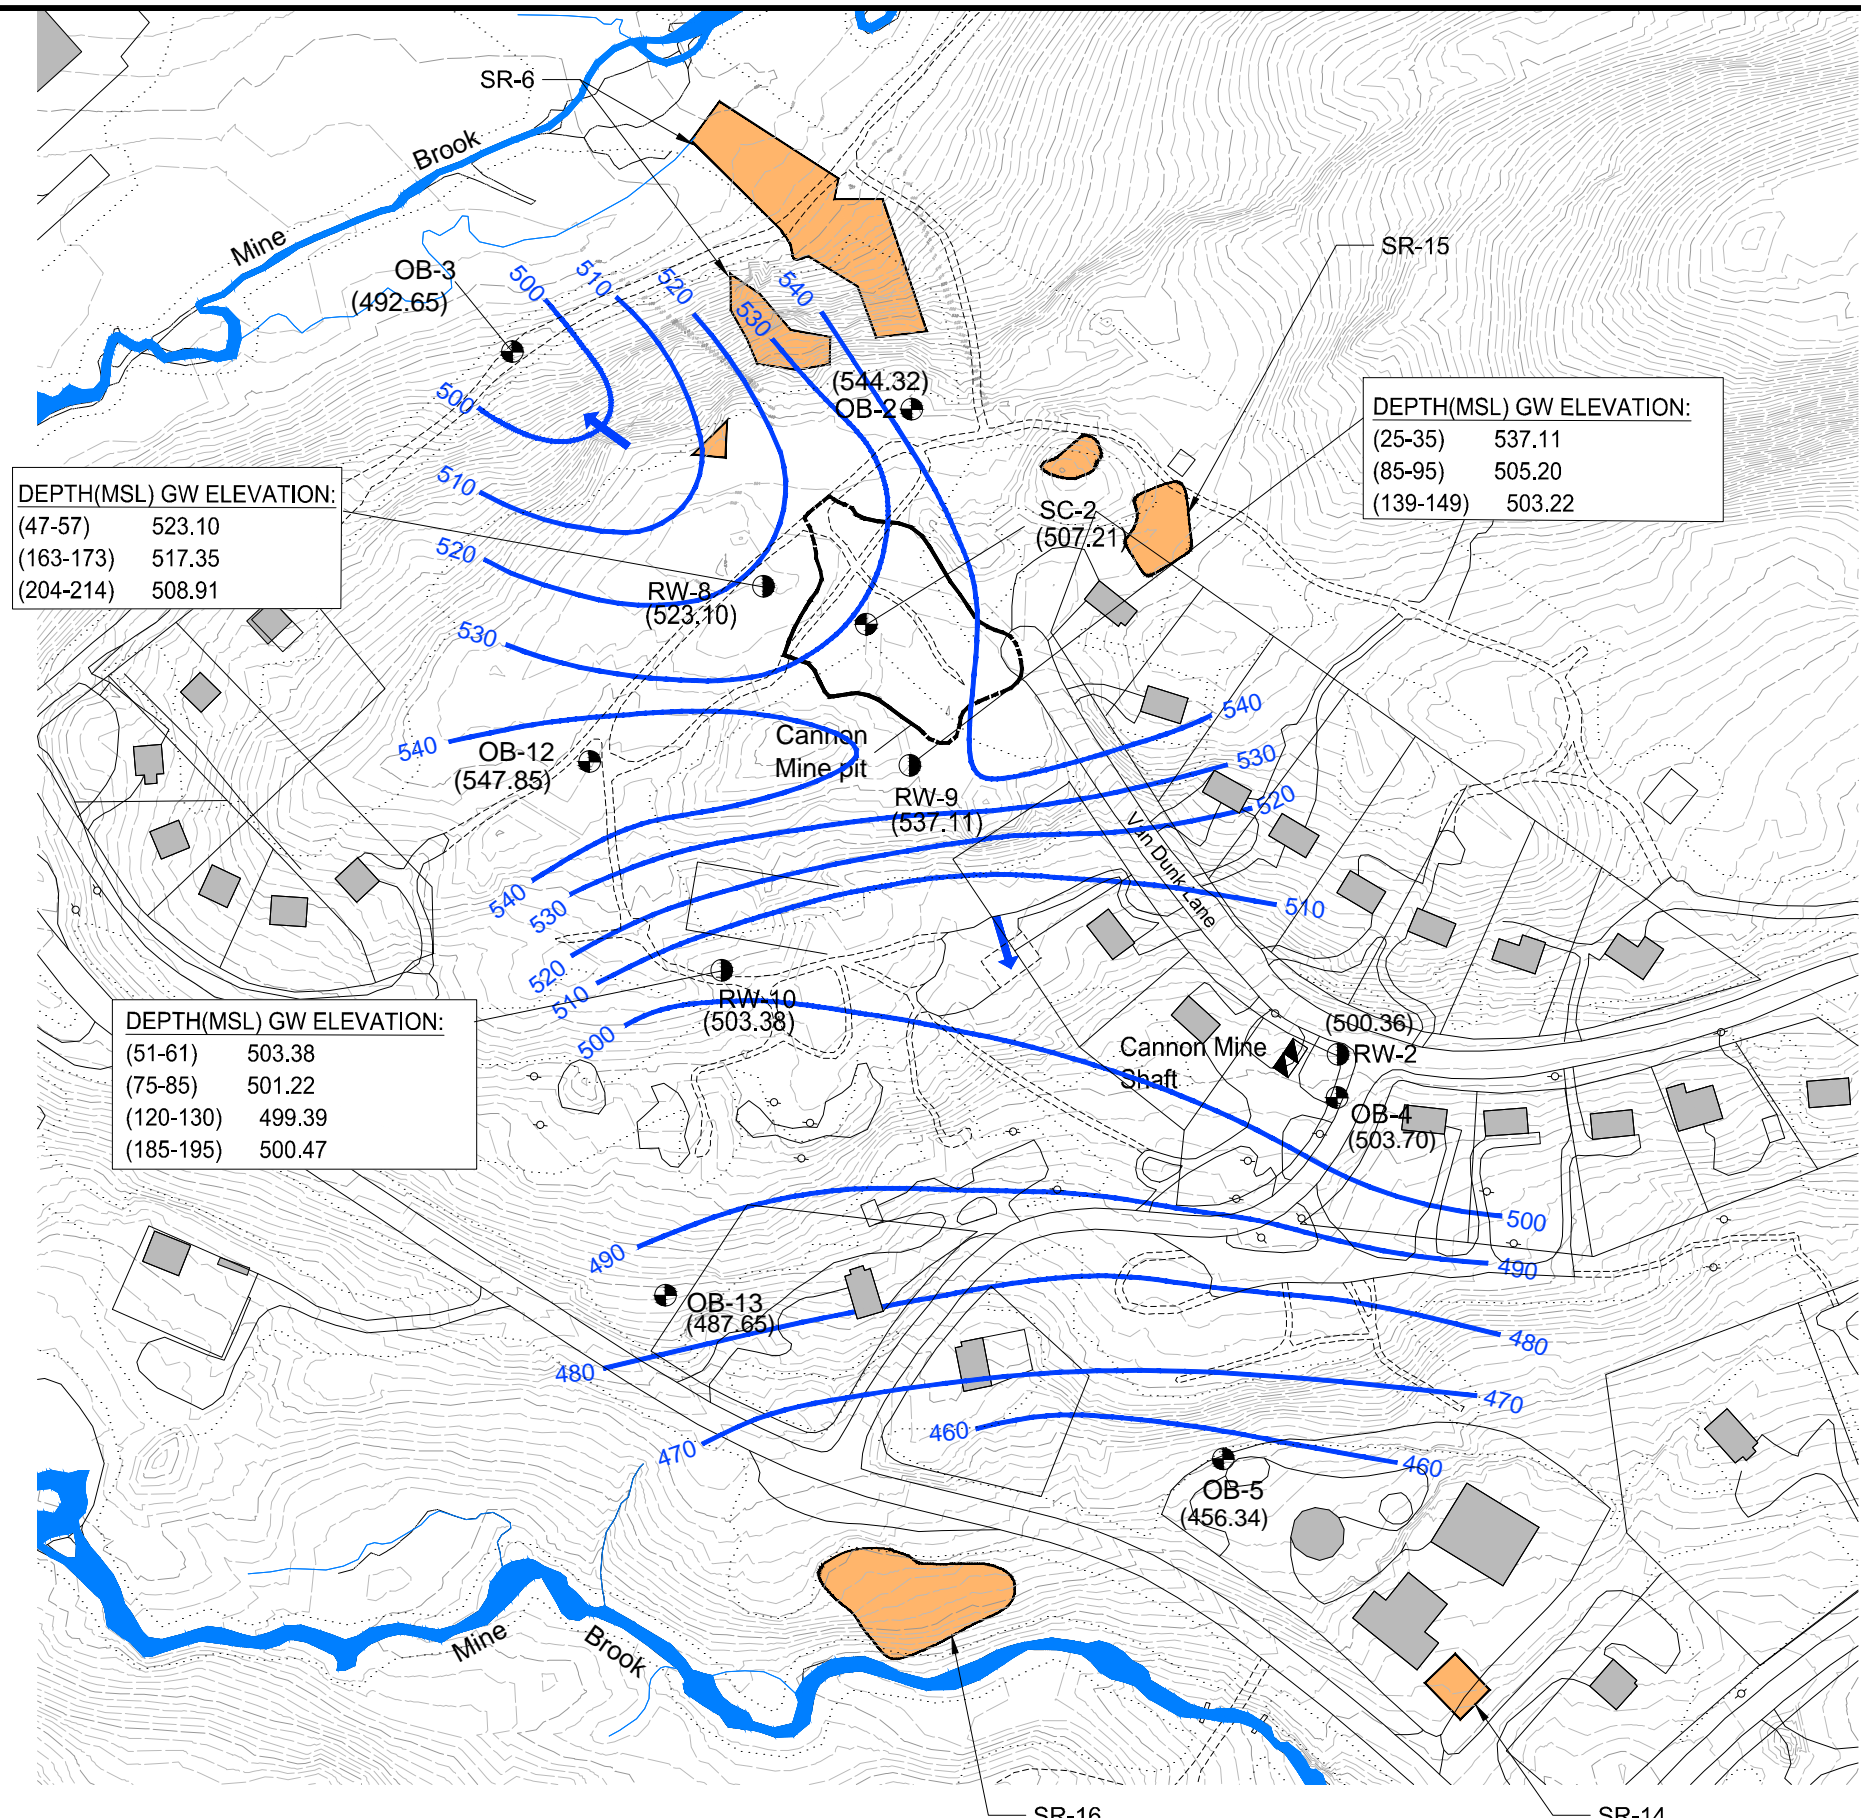 SR-6
Brook
Mine
SR-15
OB-3
(492.65)
500
510
520
530
540
500
(544.32)
OB-2
DEPTH(MSL) GW ELEVATION:
(25-35) 537.11
(85-95) 505.20
(139-149) 503.22
510
DEPTH(MSL) GW ELEVATION:
(47-57) 523.10
(163-173) 517.35
(204-214) 508.91
SC-2
(507.21)
520
RW-8
(523.10)
530
540
540
OB-12
(547.85)
Cannon
Mine pit
RW-9
(537.11)
530
520
Van Dunk Lane
540
530
520
510
510
500
RW-10
(503.38)
DEPTH(MSL) GW ELEVATION:
(51-61) 503.38
(75-85) 501.22
(120-130) 499.39
(185-195) 500.47
(500.36)
RW-2
Cannon Mine
Shaft
OB-4
(503.70)
500
490
490
OB-13
(487.65)
480
480
470
470
460
460
OB-5
(456.34)
Mine
Brook
SR-16
SR-14